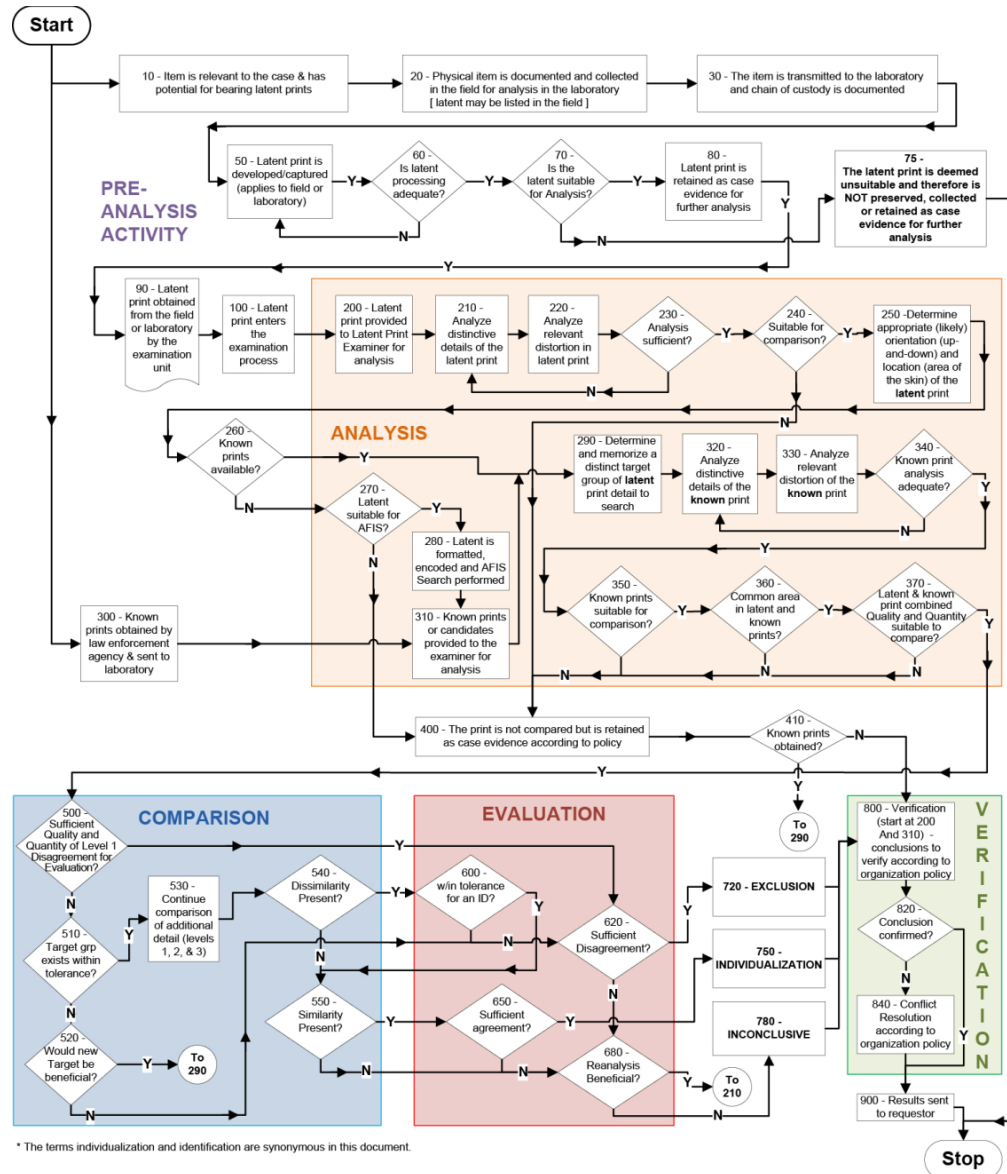 Start
10 - Item is relevant to the case & has
potential for bearing latent prints
20 - Physical item is documented and collected
in the field for analysis in the laboratory
[ latent may be listed in the field ]
30 - The item is transmitted to the laboratory
and chain of custody is documented
PRE-
ANALYSIS
ACTIVITY
50 - Latent print is
developed/captured
(applies to field or
laboratory)
Y
60 -
Is latent
processing
adequate?
Y
N
70 -
Is the
latent suitable
for Analysis?
Y
N
80 -
Latent print is
retained as case
evidence for
further analysis
Y
75 -
The latent print is deemed
unsuitable and therefore is
NOT preserved, collected
or retained as case
evidence for further
analysis
Y
90 - Latent
print obtained
from the field
or laboratory
by the
examination
unit
100 - Latent
print enters
the
examination
process
200 - Latent
print provided
to Latent Print
Examiner for
analysis
210 -
Analyze
distinctive
details of the
latent print
220 -
Analyze
relevant
distortion in
latent print
230 -
Analysis
sufficient?
Y
N
240 -
Suitable for
comparison?
Y
N
250 -Determine
appropriate (likely)
orientation (up-
and-down) and
location (area of
the skin) of the
latent print
ANALYSIS
260 -
Known
prints
available?
Y
N
270 -
Latent
suitable for
AFIS?
Y
N
280 - Latent is
formatted,
encoded and AFIS
Search performed
290 - Determine
and memorize a
distinct target
group of latent
print detail to
search
320 -
Analyze
distinctive
details of the
known print
330 - Analyze
relevant
distortion of the
known print
340 -
Known print
analysis
adequate?
Y
N
Y
300 - Known
prints obtained by
law enforcement
agency & sent to
laboratory
310 - Known prints
or candidates
provided to the
examiner for
analysis
350 -
Known prints
suitable for
comparison?
Y
N
360 -
Common area
in latent and
known prints?
Y
N
370 -
Latent & known
print combined
Quality and Quantity
suitable to
compare?
Y
N
400 - The print is not compared but is retained
as case evidence according to policy
410 -
Known prints
obtained?
N
Y
Y
To
290
COMPARISON
500 -
Sufficient
Quality and
Quantity of Level 1
Disagreement for
Evaluation?
Y
N
510 -
Target grp
exists within
tolerance?
Y
N
530 -
Continue
comparison
of additional
detail (levels
1, 2, & 3)
540 -
Dissimilarity
Present?
Y
N
520 -
Would new
Target be
beneficial?
Y
N
To
290
550 -
Similarity
Present?
Y
N
EVALUATION
600 -
w/in tolerance
for an ID?
Y
N
N
620 -
Sufficient
Disagreement?
Y
N
650 -
Sufficient
agreement?
Y
N
N
680 -
Reanalysis
Beneficial?
Y
N
To
210
720 - EXCLUSION
750 -
INDIVIDUALIZATION
780 -
INCONCLUSIVE
VERIFICATION
800 - Verification
(start at 200
And 310) -
conclusions to
verify according to
organization policy
820 -
Conclusion
confirmed?
N
Y
840 - Conflict
Resolution
according to
organization policy
900 - Results sent
to requestor
Stop
* The terms individualization and identification are synonymous in this document.